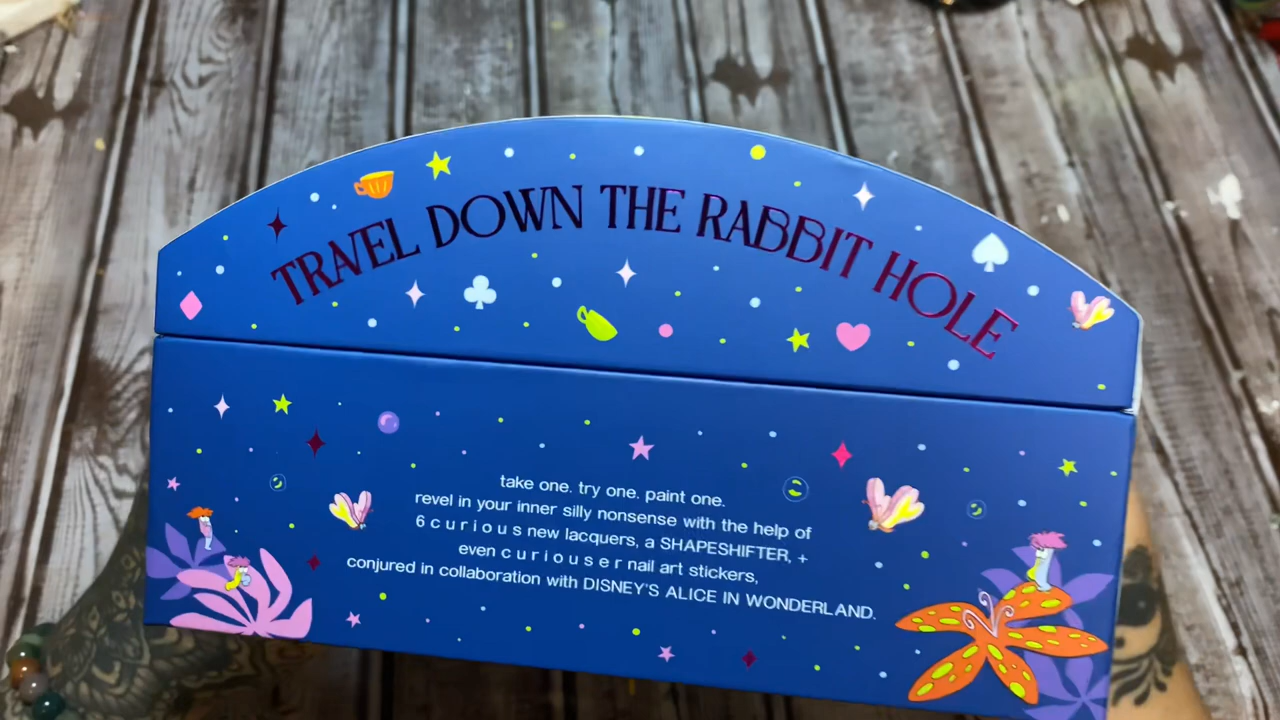 TRAVEL DOWN THE RABBIT HOLE
take one. try one. paint one.
revel in your inner silly nonsense with the help of
6 c u r i o u s new lacquers, a SHAPESHIFTER, +
even c u r i o u s e r nail art stickers,
conjured in collaboration with DISNEY'S ALICE IN WONDERLAND.